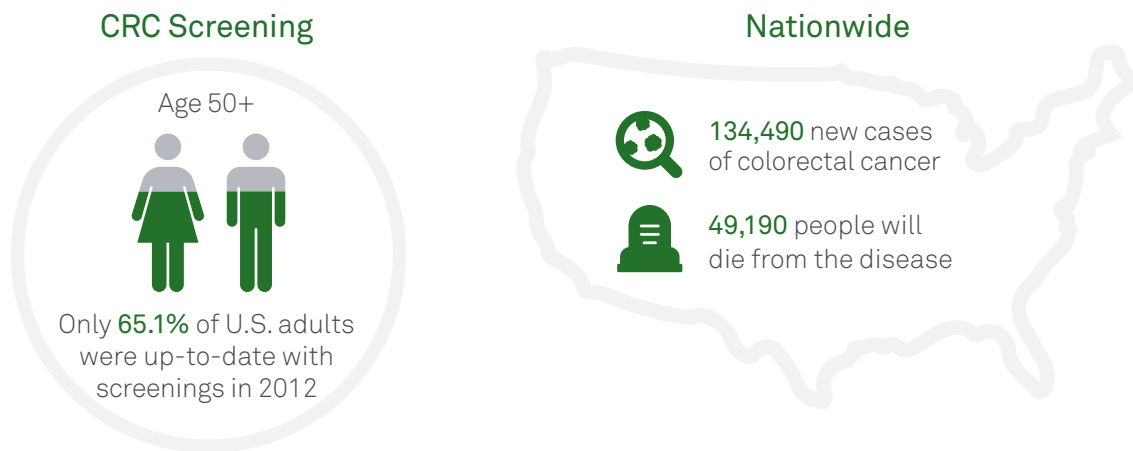 CRC Screening
Age 50+
Only 65.1% of U.S. adults
were up-to-date with
screenings in 2012
Nationwide
134,490 new cases
of colorectal cancer
49,190 people will
die from the disease